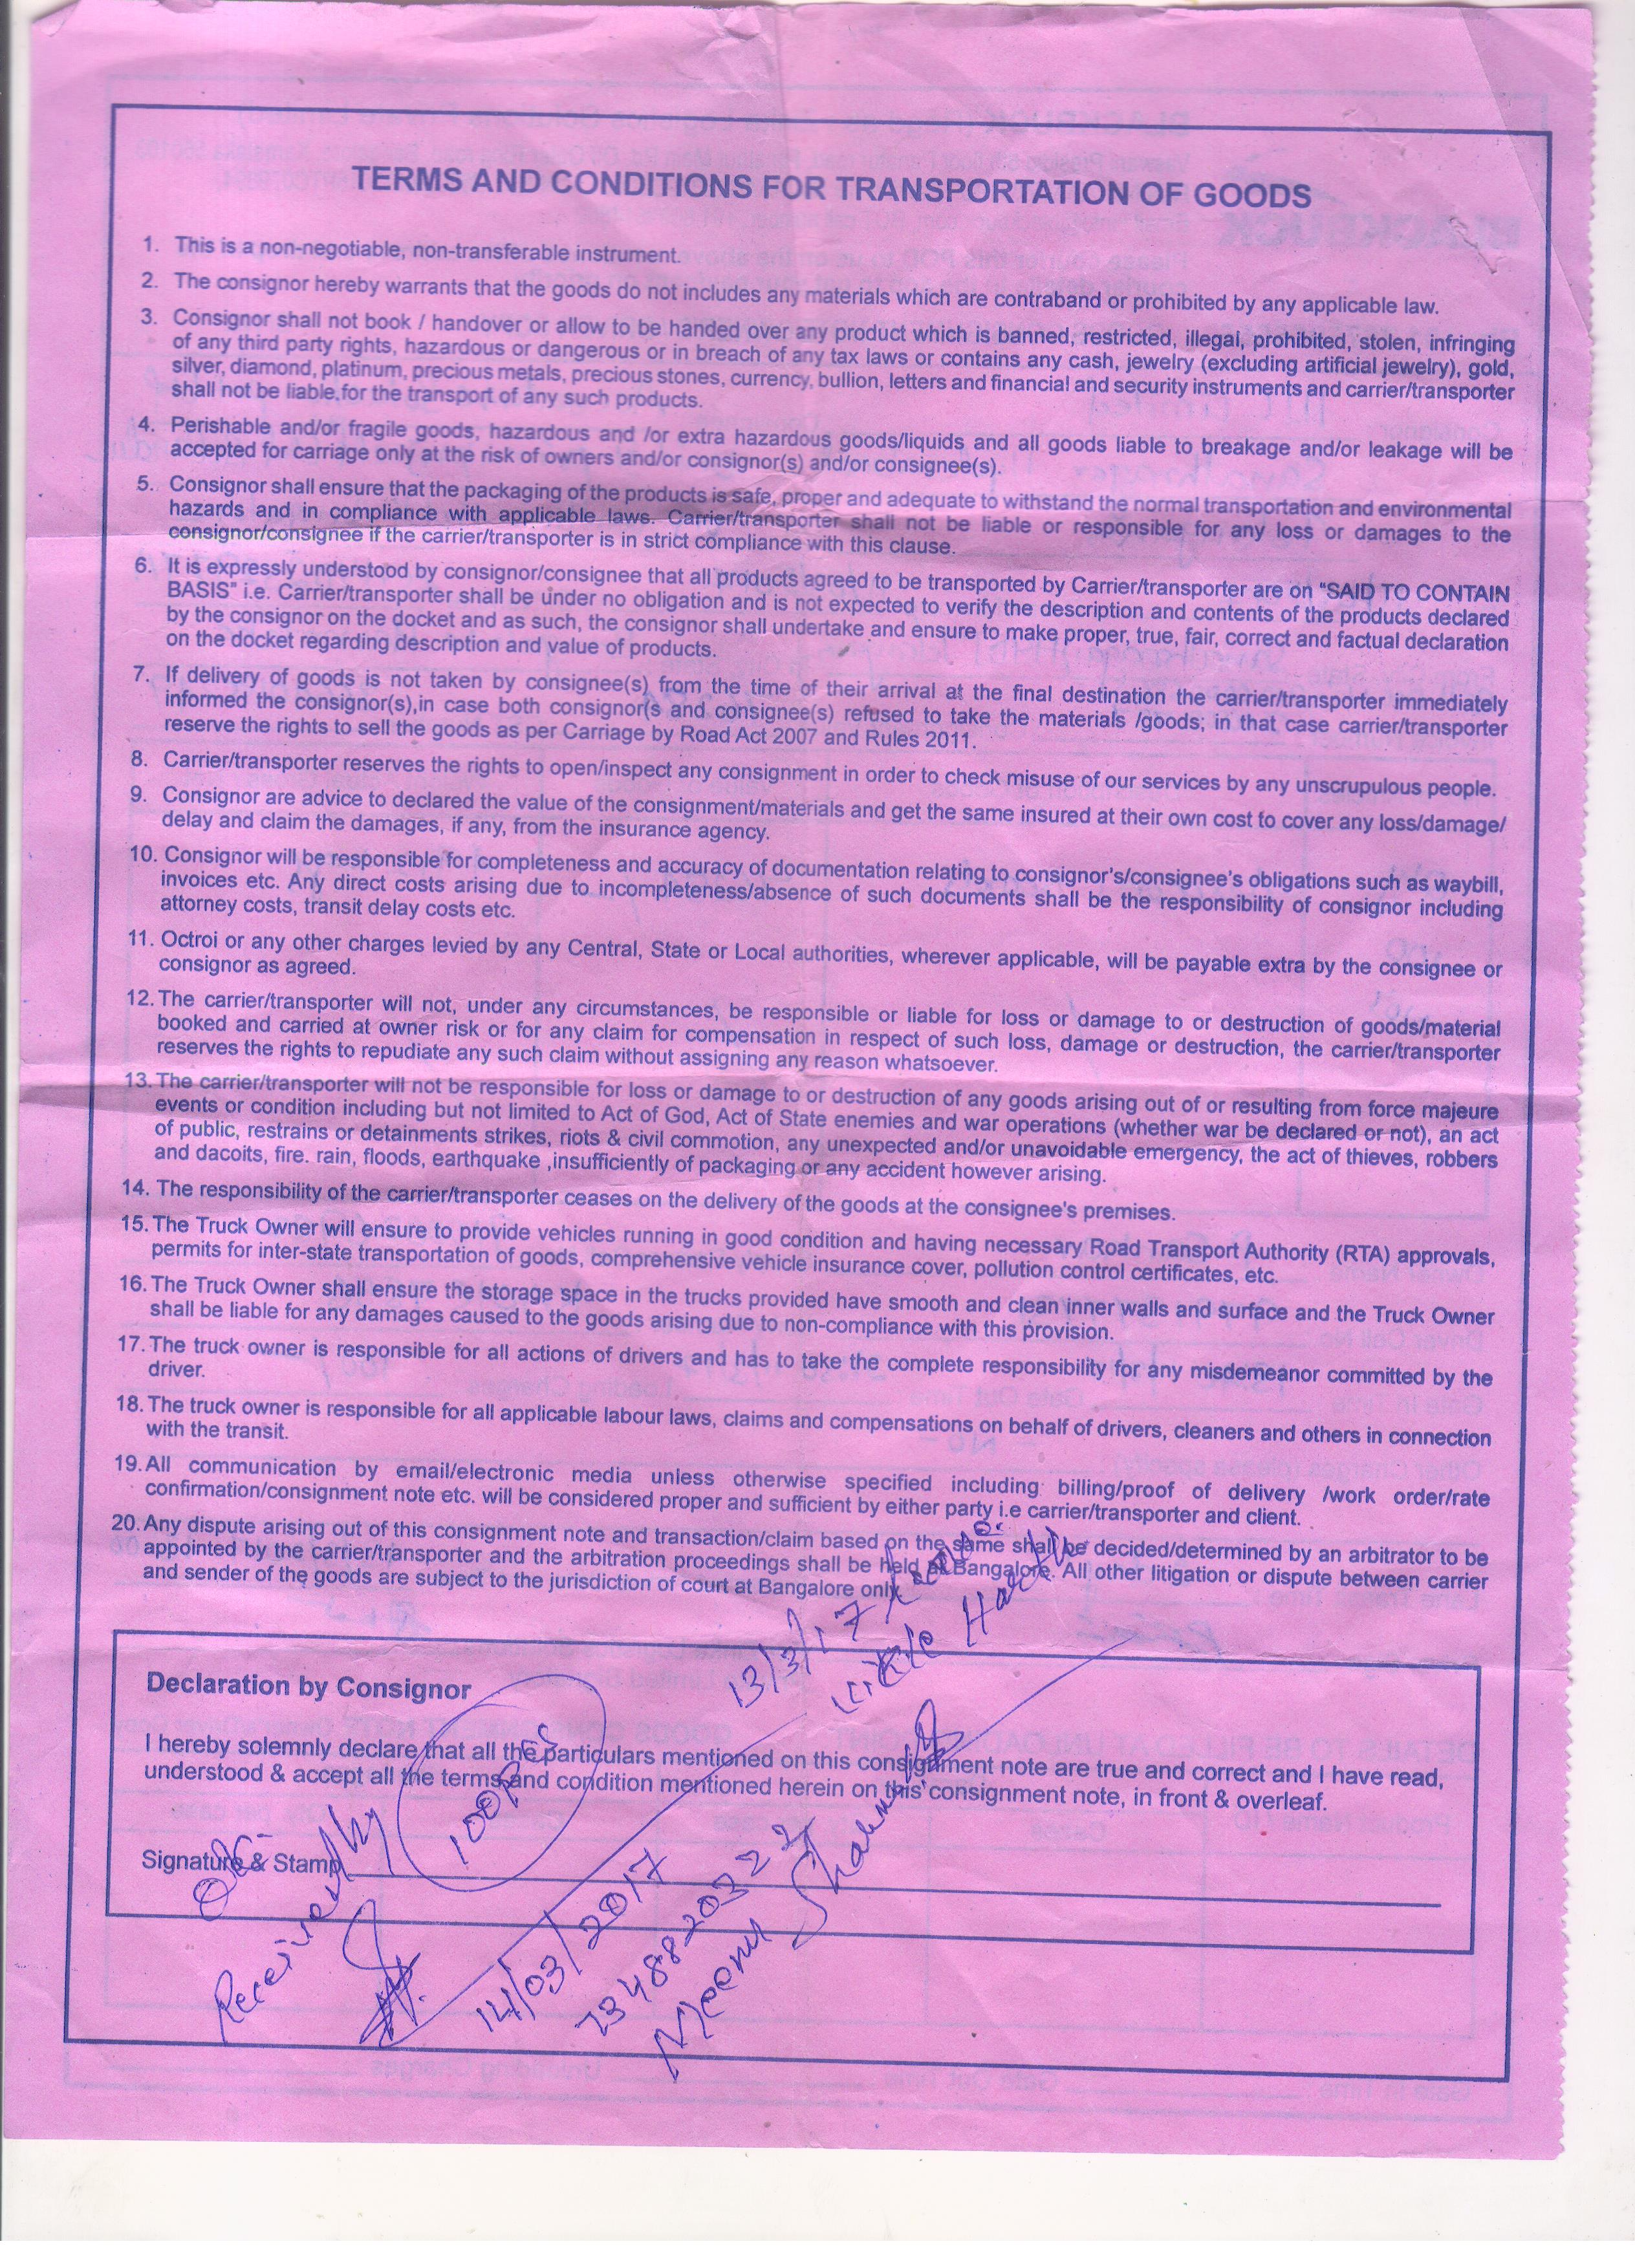 TERMS AND CONDITIONS FOR TRANSPORTATION OF GOODS
1. This is a non-negotiable, non-transferable instrument.
2. The consignor hereby warrants that the goods do not includes any materials which are contraband or prohibited by any applicable law.
3. Consignor shall not book / handover or allow to be handed over any product which is banned, restricted, illegal, prohibited, stolen, infringing
of any third party rights, hazardous or dangerous or in breach of any tax laws or contains any cash, jewelry (excluding artificial jewelry), gold,
silver, diamond, platinum, precious metals, precious stones, currency, bullion, letters and financial and security instruments and carrier/transporter
shall not be liable for the transport of any such products.
4. Perishable and/or fragile goods, hazardous and /or extra hazardous goods/liquids and all goods liable to breakage and/or leakage will be
accepted for carriage only at the risk of owners and/or consignor(s) and/or consignee(s).
5. Consignor shall ensure that the packaging of the products is safe, proper and adequate to withstand the normal transportation and environmental
hazards and in compliance with applicable laws. Carrier/transporter shall not be liable or responsible for any loss or damages to the
consignor/consignee if the carrier/transporter is in strict compliance with this clause.
6. It is expressly understood by consignor/consignee that all products agreed to be transported by Carrier/transporter are on "SAID TO CONTAIN
BASIS" i.e. Carrier/transporter shall be under no obligation and is not expected to verify the description and contents of the products declared
by the consignor on the docket and as such, the consignor shall undertake and ensure to make proper, true, fair, correct and factual declaration
on the docket regarding description and value of products.
7. If delivery of goods is not taken by consignee(s) from the time of their arrival at the final destination the carrier/transporter immediately
informed the consignor(s),in case both consignor(s and consignee(s) refused to take the materials /goods; in that case carrier/transporter
reserve the rights to sell the goods as per Carriage by Road Act 2007 and Rules 2011.
8. Carrier/transporter reserves the rights to open/inspect any consignment in order to check misuse of our services by any unscrupulous people.
9. Consignor are advice to declared the value of the consignment/materials and get the same insured at their own cost to cover any loss/damage/
delay and claim the damages, if any, from the insurance agency.
10. Consignor will be responsible for completeness and accuracy of documentation relating to consignor's/consignee's obligations such as waybill,
invoices etc. Any direct costs arising due to incompleteness/absence of such documents shall be the responsibility of consignor including
attorney costs, transit delay costs etc.
11. Octroi or any other charges levied by any Central, State or Local authorities, wherever applicable, will be payable extra by the consignee or
consignor as agreed.
12. The carrier/transporter will not, under any circumstances, be responsible or liable for loss or damage to or destruction of goods/material
booked and carried at owner risk or for any claim for compensation in respect of such loss, damage or destruction, the carrier/transporter
reserves the rights to repudiate any such claim without assigning any reason whatsoever.
13. The carrier/transporter will not be responsible for loss or damage to or destruction of any goods arising out of or resulting from force majeure
events or condition including but not limited to Act of God, Act of State enemies and war operations (whether war be declared or not), an act
of public, restrains or detainments strikes, riots & civil commotion, any unexpected and/or unavoidable emergency, the act of thieves, robbers
and dacoits, fire. rain, floods, earthquake ,insufficiently of packaging or any accident however arising.
14. The responsibility of the carrier/transporter ceases on the delivery of the goods at the consignee's premises.
15. The Truck Owner will ensure to provide vehicles running in good condition and having necessary Road Transport Authority (RTA) approvals,
permits for inter-state transportation of goods, comprehensive vehicle insurance cover, pollution control certificates, etc.
16. The Truck Owner shall ensure the storage space in the trucks provided have smooth and clean inner walls and surface and the Truck Owner
shall be liable for any damages caused to the goods arising due to non-compliance with this provision.
17. The truck owner is responsible for all actions of drivers and has to take the complete responsibility for any misdemeanor committed by the
driver.
18. The truck owner is responsible for all applicable labour laws, claims and compensations on behalf of drivers, cleaners and others in connection
with the transit.
19. All communication by email/electronic media unless otherwise specified including billing/proof of delivery /work order/rate
confirmation/consignment note etc. will be considered proper and sufficient by either party i.e carrier/transporter and client.
20. Any dispute arising out of this consignment note and transaction/claim based on the same shall be decided/determined by an arbitrator to be
appointed by the carrier/transporter and the arbitration proceedings shall be held at Bangalore. All other litigation or dispute between carrier
and sender of the goods are subject to the jurisdiction of court at Bangalore only.
13/3/17
Declaration by Consignor
I hereby solemnly declare that all the particulars mentioned on this consignment note are true and correct and I have read,
understood & accept all the terms and condition mentioned herein on this consignment note, in front & overleaf.
Signature & Stamp
Received by
14/03/2017
Meenu Sharma